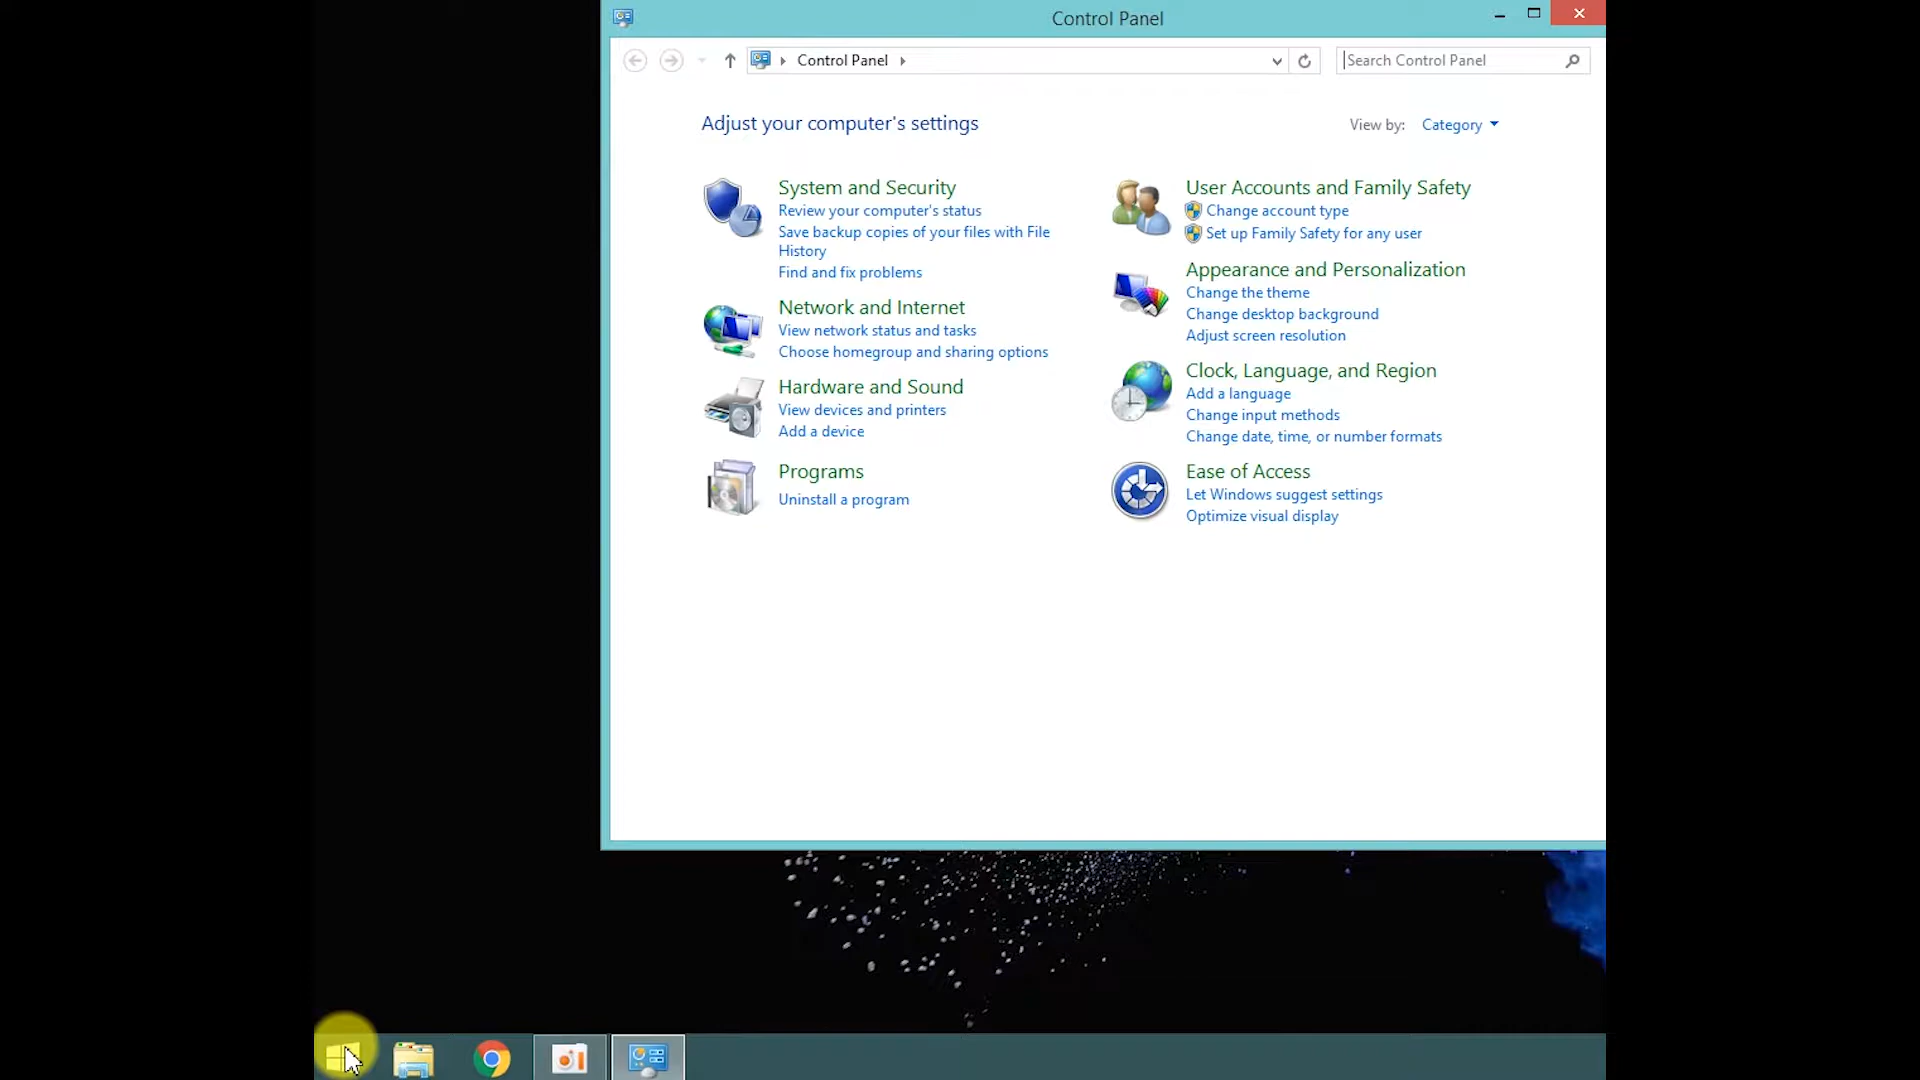 Control Panel
Control Panel
Search Control Panel
Adjust your computer's settings
View by: Category
System and Security
Review your computer's status
Save backup copies of your files with File
History
Find and fix problems
Network and Internet
View network status and tasks
Choose homegroup and sharing options
Hardware and Sound
View devices and printers
Add a device
Programs
Uninstall a program
User Accounts and Family Safety
Change account type
Set up Family Safety for any user
Appearance and Personalization
Change the theme
Change desktop background
Adjust screen resolution
Clock, Language, and Region
Add a language
Change input methods
Change date, time, or number formats
Ease of Access
Let Windows suggest settings
Optimize visual display